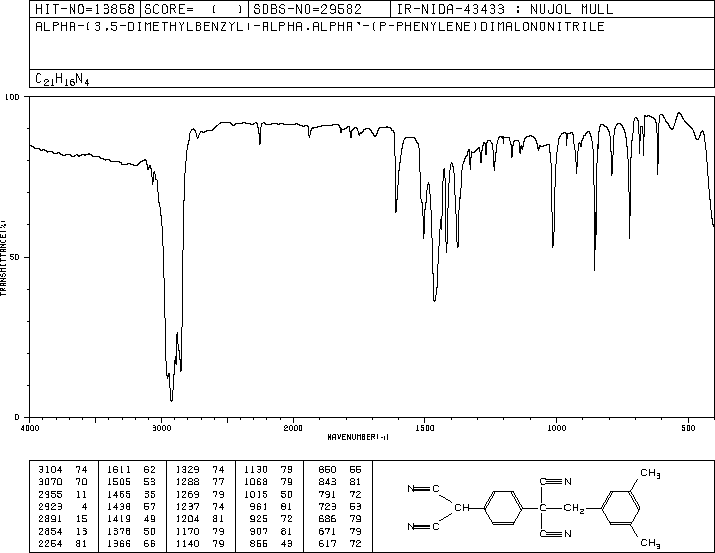 HIT-NO=13858 SCORE= ( ) SDBS-NO=29582 IR-NIDA-43433 : NUJOL MULL
ALPHA-(3,5-DIMETHYLBENZYL)-ALPHA,ALPHA'-(P-PHENYLENE)DIMALONONITRILE
C21H16N4
100
50
0
TRANSMITTANCE(%)
4000 3000 2000 1500 1000 500
WAVENUMBER(-1)
3104 74 1611 62 1329 74 1130 79 850 55
3070 70 1505 53 1288 77 1068 79 843 81
2955 11 1465 35 1269 79 1015 50 791 72
2923 4 1438 57 1237 74 961 81 723 53
2891 15 1419 49 1204 81 925 72 686 79
2854 13 1378 50 1170 79 907 81 671 79
2254 81 1366 66 1140 79 855 43 617 72
N C C N CH3
CH C CH2
N C C N CH3